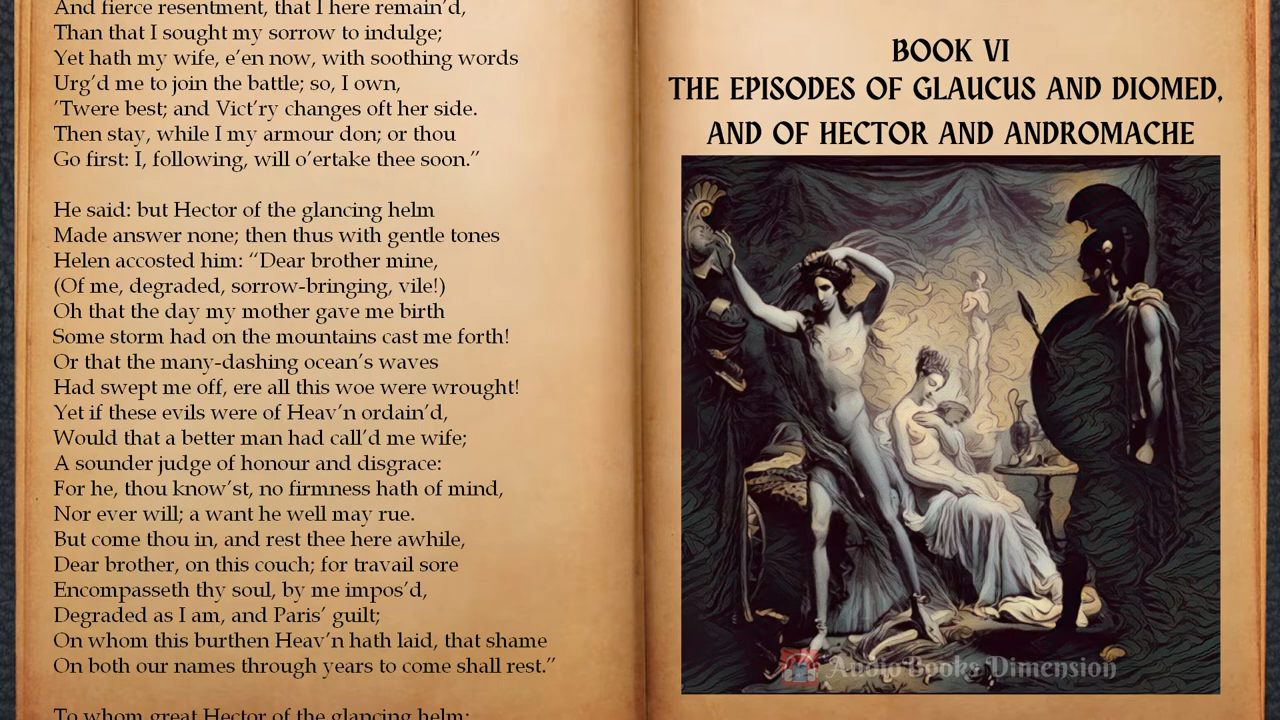 And fierce resentment, that I here remain’d,
Than that I sought my sorrow to indulge;
Yet hath my wife, e’en now, with soothing words
Urg’d me to join the battle; so, I own,
’Twere best; and Vict’ry changes oft her side.
Then stay, while I my armour don; or thou
Go first: I, following, will o’ertake thee soon.”
He said: but Hector of the glancing helm
Made answer none; then thus with gentle tones
Helen accosted him: “Dear brother mine,
(Of me, degraded, sorrow-bringing, vile!)
Oh that the day my mother gave me birth
Some storm had on the mountains cast me forth!
Or that the many-dashing ocean’s waves
Had swept me off, ere all this woe were wrought!
Yet if these evils were of Heav’n ordain’d,
Would that a better man had call’d me wife;
A sounder judge of honour and disgrace:
For he, thou know’st, no firmness hath of mind,
Nor ever will; a want he well may rue.
But come thou in, and rest thee here awhile,
Dear brother, on this couch; for travail sore
Encompasseth thy soul, by me impos’d,
Degraded as I am, and Paris’ guilt;
On whom this burthen Heav’n hath laid, that shame
On both our names through years to come shall rest.”
To whom great Hector of the glancing helm:
BOOK VI
THE EPISODES OF GLAUCUS AND DIOMED,
AND OF HECTOR AND ANDROMACHE
AudioBooks Dimension